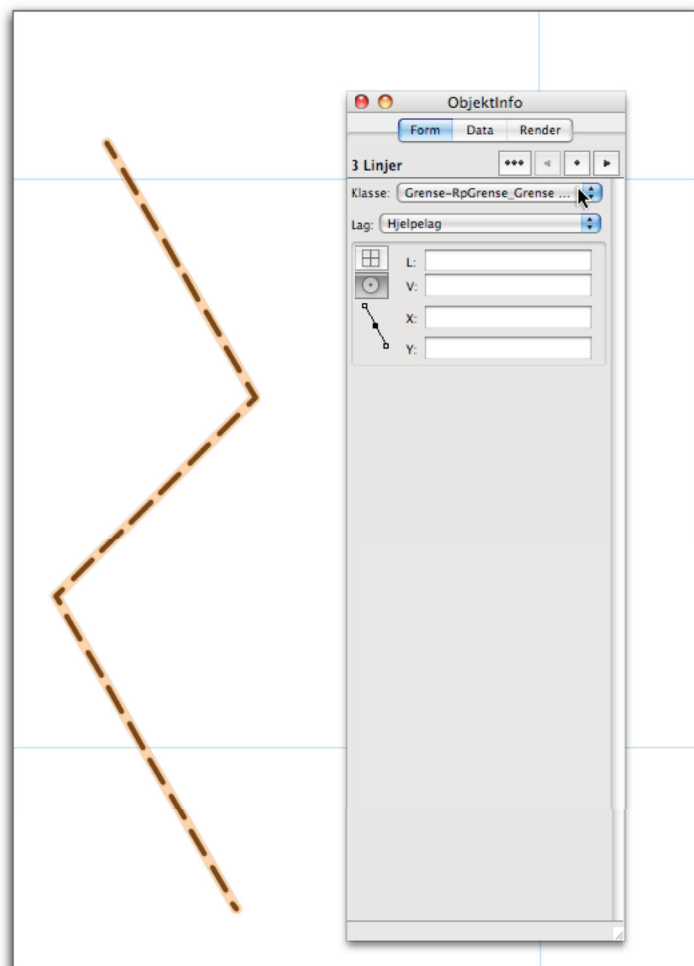 ObjektInfo
Form Data Render
3 Linjer
Klasse: Grense-RpGrense_Grense ...
Lag: Hjelpelag
L:
V:
X:
Y: